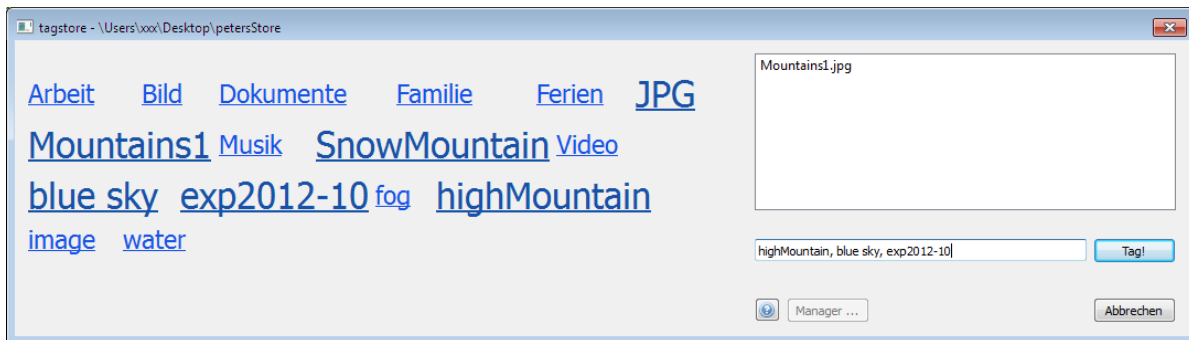 tagstore - \Users\xxx\Desktop\petersStore
Arbeit Bild Dokumente Familie Ferien JPG
Mountains1 Musik SnowMountain Video
blue sky exp2012-10 fog highMountain
image water
Mountains1.jpg
highMountain, blue sky, exp2012-10
Tag!
Manager ...
Abbrechen